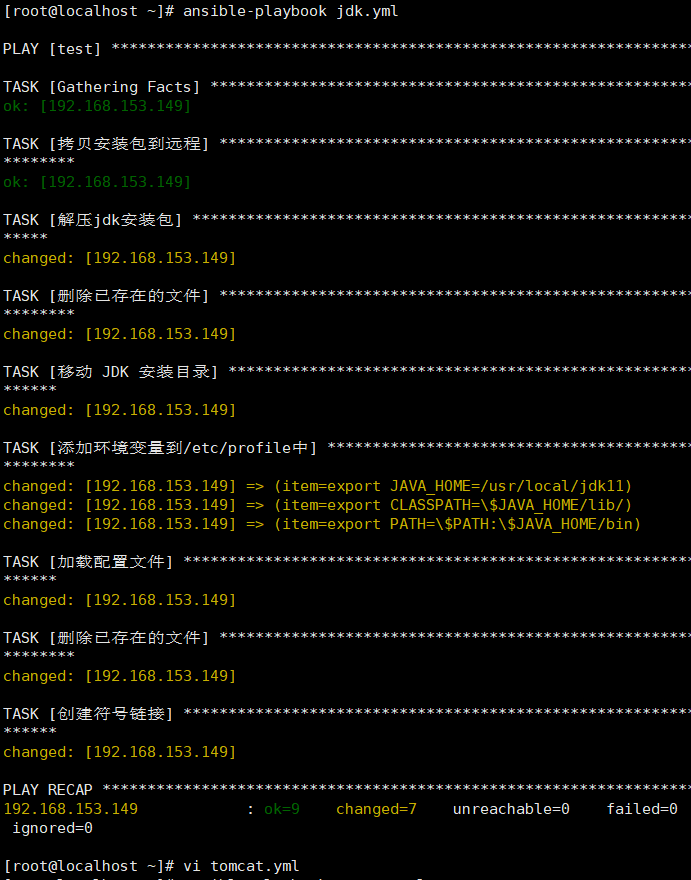 [root@localhost ~]# ansible-playbook jdk.yml
PLAY [test] ****************************************************************
TASK [Gathering Facts] *****************************************************
ok: [192.168.153.149]
TASK [拷贝安装包到远程] ****************************************************
********
ok: [192.168.153.149]
TASK [解压jdk安装包] *******************************************************
*****
changed: [192.168.153.149]
TASK [删除已存在的文件] ****************************************************
********
changed: [192.168.153.149]
TASK [移动 JDK 安装目录] ***************************************************
******
changed: [192.168.153.149]
TASK [添加环境变量到/etc/profile中] ****************************************
********
changed: [192.168.153.149] => (item=export JAVA_HOME=/usr/local/jdk11)
changed: [192.168.153.149] => (item=export CLASSPATH=\$JAVA_HOME/lib/)
changed: [192.168.153.149] => (item=export PATH=\$PATH:\$JAVA_HOME/bin)
TASK [加载配置文件] ********************************************************
******
changed: [192.168.153.149]
TASK [删除已存在的文件] ****************************************************
********
changed: [192.168.153.149]
TASK [创建符号链接] ********************************************************
******
changed: [192.168.153.149]
PLAY RECAP *****************************************************************
192.168.153.149 : ok=9 changed=7 unreachable=0 failed=0
ignored=0
[root@localhost ~]# vi tomcat.yml